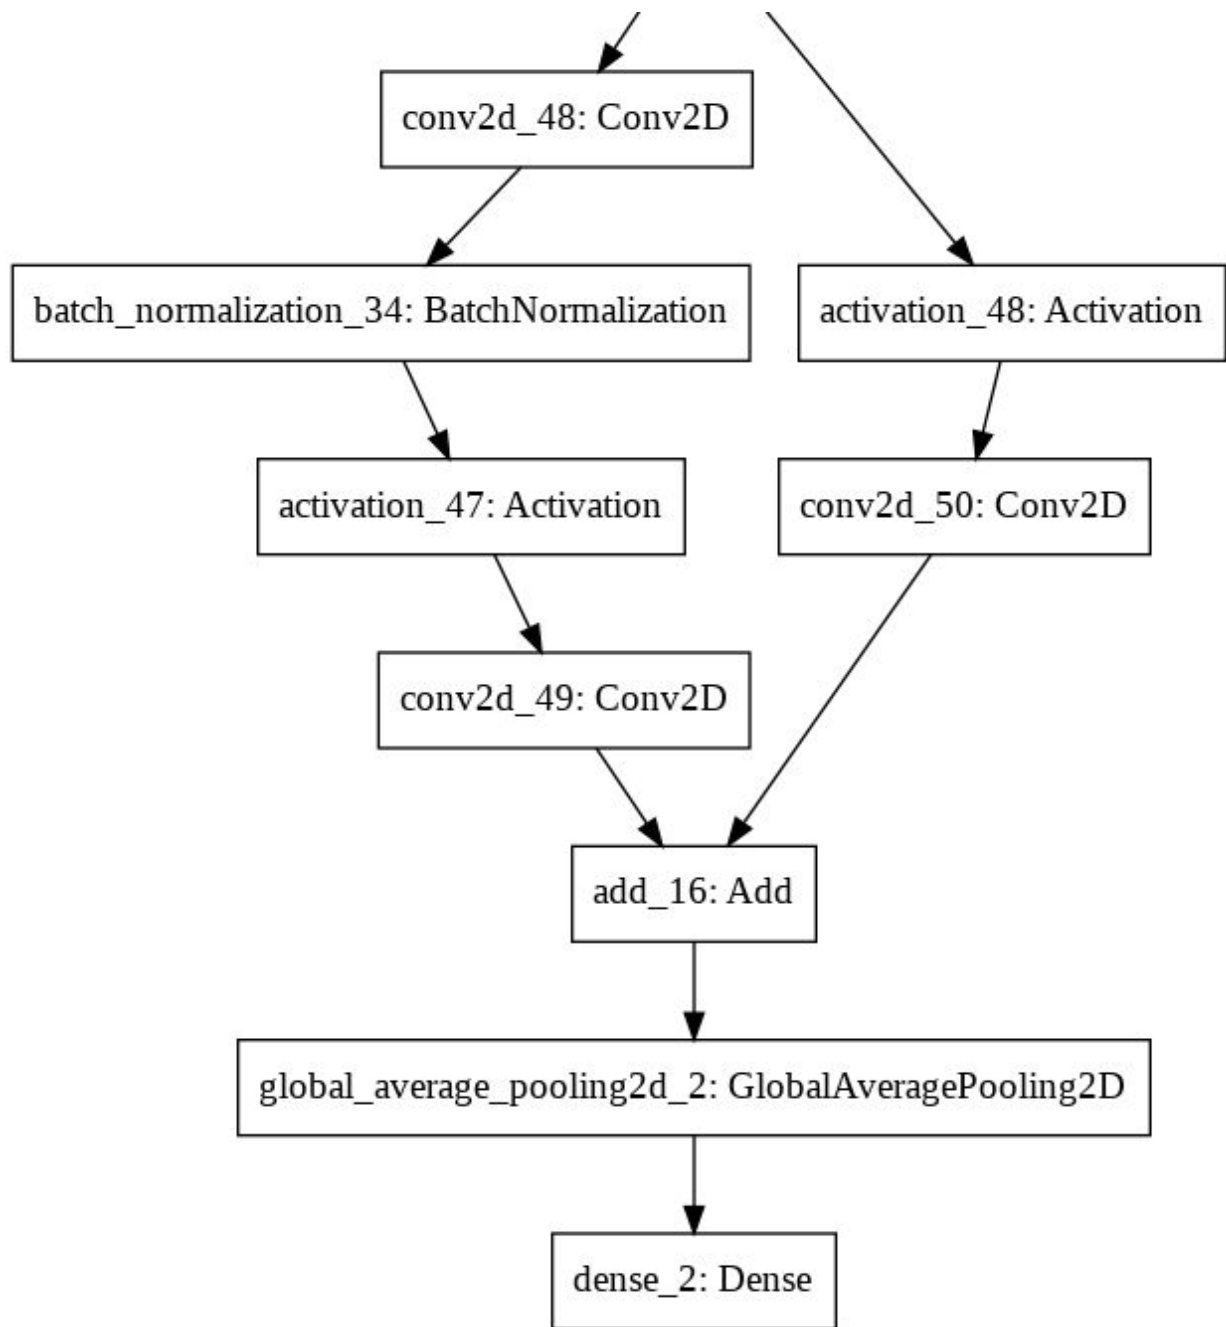 conv2d_48: Conv2D
batch_normalization_34: BatchNormalization
activation_48: Activation
activation_47: Activation
conv2d_50: Conv2D
conv2d_49: Conv2D
add_16: Add
global_average_pooling2d_2: GlobalAveragePooling2D
dense_2: Dense